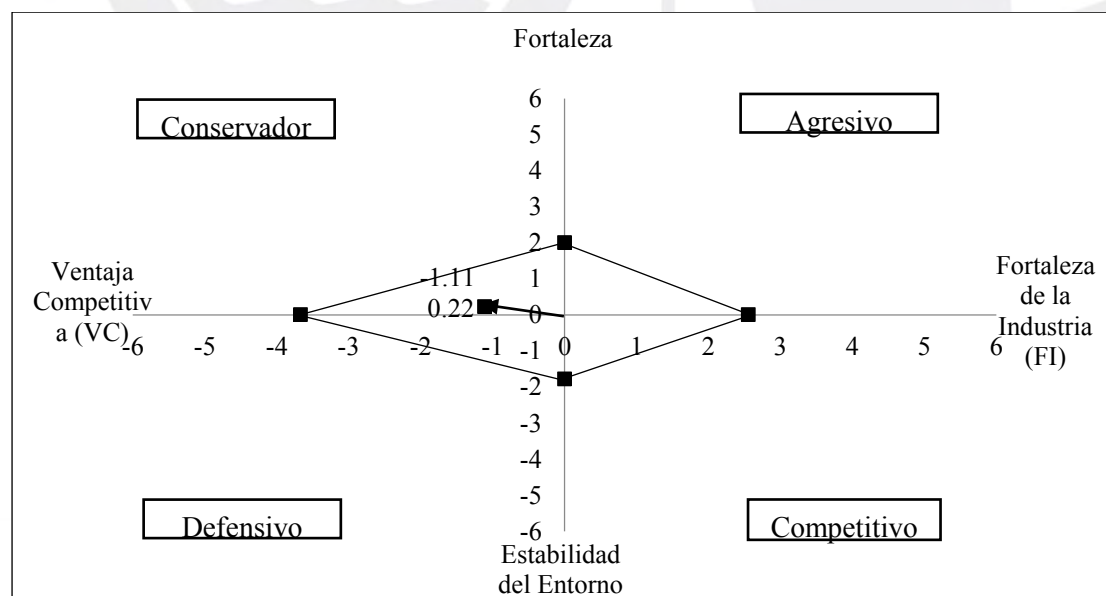 Fortaleza
Conservador
Agresivo
6
5
4
3
2
1
0
-1
-2
-3
-4
-5
-6
-1.11
0.22
Ventaja
Competitiv
a (VC)
Fortaleza
de la
Industria
(FI)
-6 -5 -4 -3 -2 -1 0 1 2 3 4 5 6
Defensivo
Competitivo
Estabilidad
del Entorno